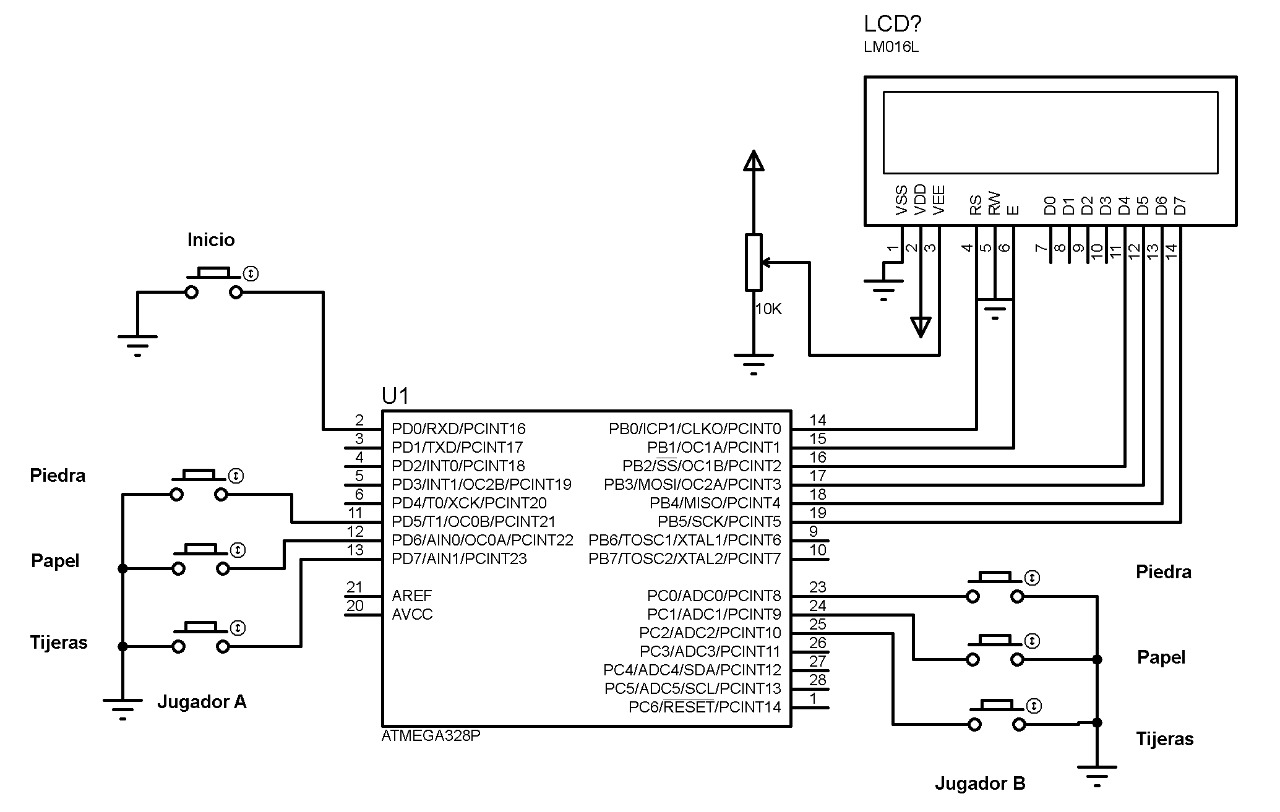 LCD?
LM016L
VSS
VDD
VEE
RS
RW
E
D0
D1
D2
D3
D4
D5
D6
D7
1
2
3
4
5
6
7
8
9
10
11
12
13
14
10K
Inicio
U1
2 PD0/RXD/PCINT16
3 PD1/TXD/PCINT17
4 PD2/INT0/PCINT18
5 PD3/INT1/OC2B/PCINT19
6 PD4/T0/XCK/PCINT20
11 PD5/T1/OC0B/PCINT21
12 PD6/AIN0/OC0A/PCINT22
13 PD7/AIN1/PCINT23
21 AREF
20 AVCC
PB0/ICP1/CLKO/PCINT0 14
PB1/OC1A/PCINT1 15
PB2/SS/OC1B/PCINT2 16
PB3/MOSI/OC2A/PCINT3 17
PB4/MISO/PCINT4 18
PB5/SCK/PCINT5 19
PB6/TOSC1/XTAL1/PCINT6 9
PB7/TOSC2/XTAL2/PCINT7 10
PC0/ADC0/PCINT8 23
PC1/ADC1/PCINT9 24
PC2/ADC2/PCINT10 25
PC3/ADC3/PCINT11 26
PC4/ADC4/SDA/PCINT12 27
PC5/ADC5/SCL/PCINT13 28
PC6/RESET/PCINT14 1
ATMEGA328P
Piedra
Papel
Tijeras
Jugador A
Piedra
Papel
Tijeras
Jugador B